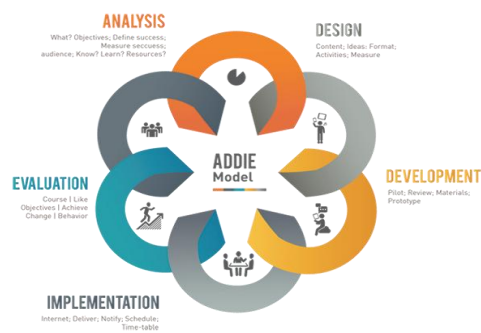 ANALYSIS
What? Objectives; Define success;
Measure seccuess;
audience; Know? Learn? Resources?
DESIGN
Content; Ideas: Format;
Activities; Measure
ADDIE
Model
EVALUATION
Course | Like
Objectives | Achieve
Change | Behavior
DEVELOPMENT
Pilot; Review; Materials;
Prototype
IMPLEMENTATION
Internet; Deliver; Notify; Schedule;
Time-table